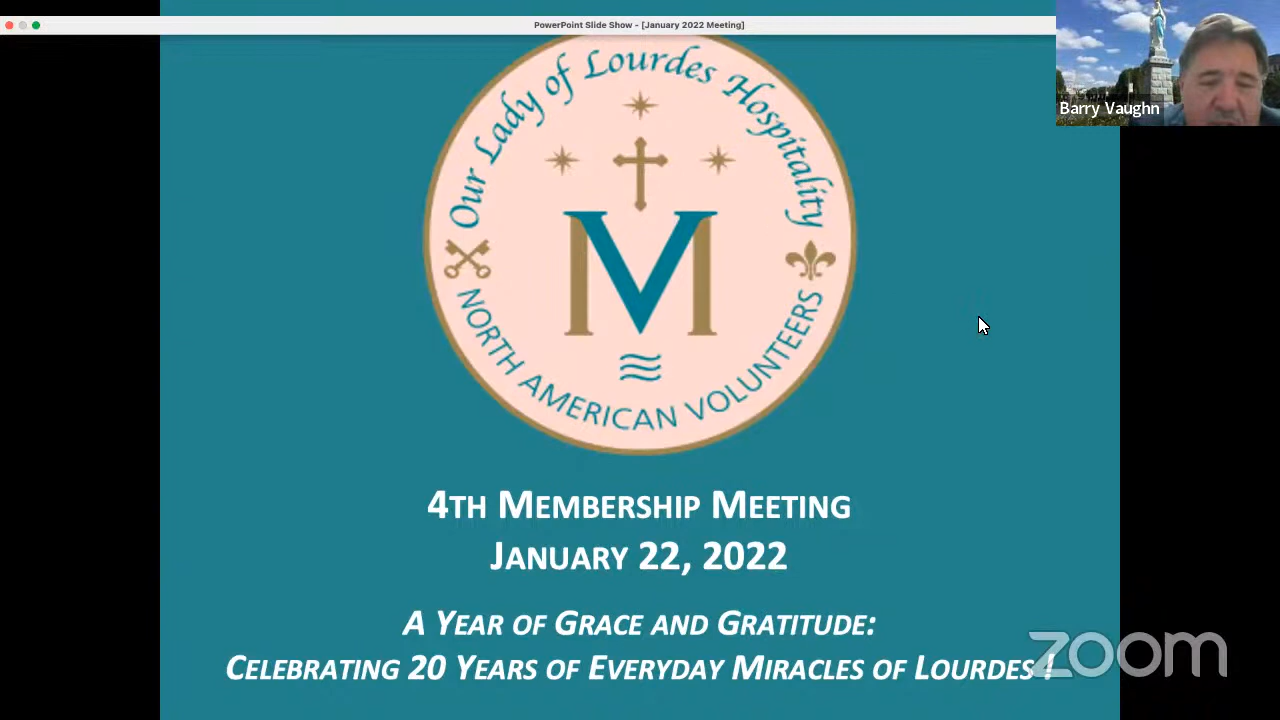 PowerPoint Slide Show - [January 2022 Meeting]
Barry Vaughn
Our Lady of Lourdes Hospitality
M
NORTH AMERICAN VOLUNTEERS
4TH MEMBERSHIP MEETING
JANUARY 22, 2022
A YEAR OF GRACE AND GRATITUDE:
CELEBRATING 20 YEARS OF EVERYDAY MIRACLES OF LOURDES !
zoom